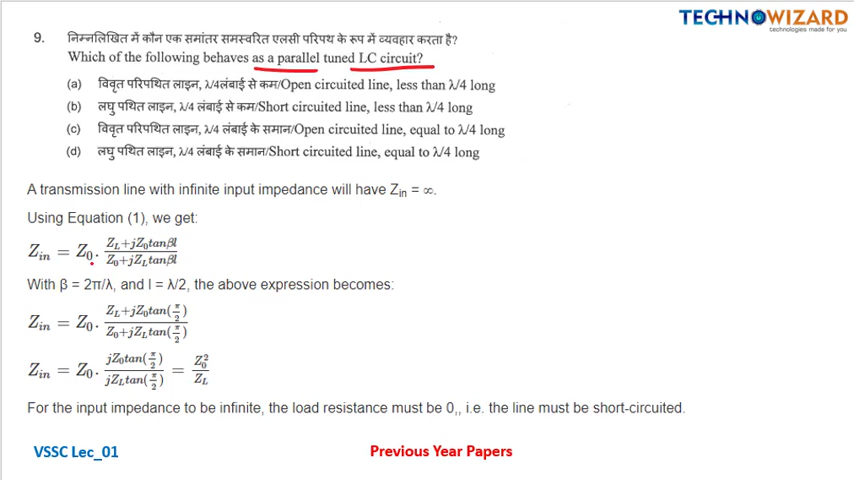 TECHNOWIZARD
technologies made for you
9. निम्नलिखित में कौन एक समांतर समस्वरित एलसी परिपथ के रूप में व्यवहार करता है?
Which of the following behaves as a parallel tuned LC circuit?
(a) विवृत परिपथित लाइन, λ/4लंबाई से कम/Open circuited line, less than λ/4 long
(b) लघु पथित लाइन, λ/4 लंबाई से कम/Short circuited line, less than λ/4 long
(c) विवृत परिपथित लाइन, λ/4 लंबाई के समान/Open circuited line, equal to λ/4 long
(d) लघु पथित लाइन, λ/4 लंबाई के समान/Short circuited line, equal to λ/4 long
A transmission line with infinite input impedance will have Zin = ∞.
Using Equation (1), we get:
Zin = Z0. (ZL+jZ0tanβl)/(Z0+jZLtanβl)
With β = 2π/λ, and l = λ/2, the above expression becomes:
Zin = Z0. (ZL+jZ0tan(π/2))/(Z0+jZLtan(π/2))
Zin = Z0. (jZ0tan(π/2))/(jZLtan(π/2)) = Z0²/ZL
For the input impedance to be infinite, the load resistance must be 0,, i.e. the line must be short-circuited.
VSSC Lec_01
Previous Year Papers